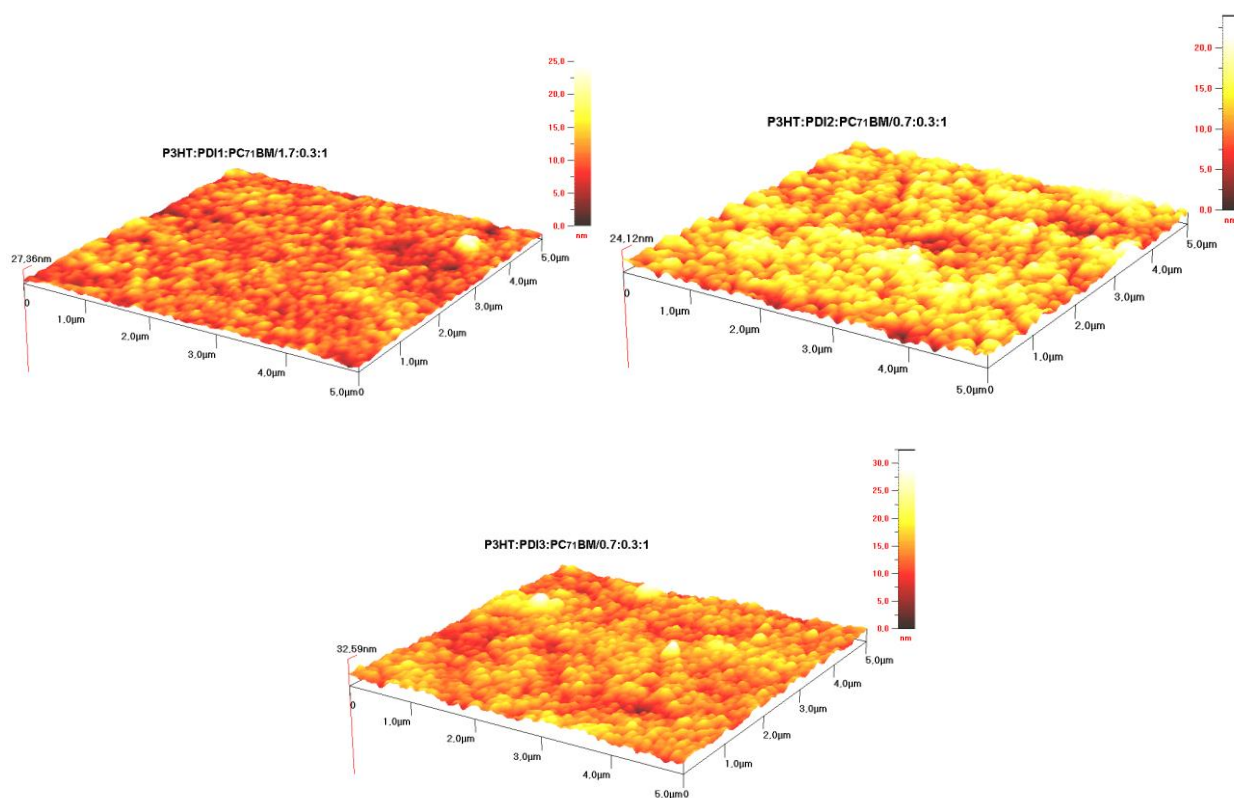 25,0
20,0
15,0
10,0
5,0
0,0
nm
P3HT:PDI1:PC71BM/1.7:0.3:1
27,36nm
0
1,0µm
2,0µm
3,0µm
4,0µm
5,0µm0
1,0µm
2,0µm
3,0µm
4,0µm
5,0µm
20,0
15,0
10,0
5,0
0,0
nm
P3HT:PDI2:PC71BM/0.7:0.3:1
24,12nm
0
1,0µm
2,0µm
3,0µm
4,0µm
5,0µm0
1,0µm
2,0µm
3,0µm
4,0µm
5,0µm
30,0
25,0
20,0
15,0
10,0
5,0
0,0
nm
P3HT:PDI3:PC71BM/0.7:0.3:1
32,59nm
0
1,0µm
2,0µm
3,0µm
4,0µm
5,0µm0
1,0µm
2,0µm
3,0µm
4,0µm
5,0µm